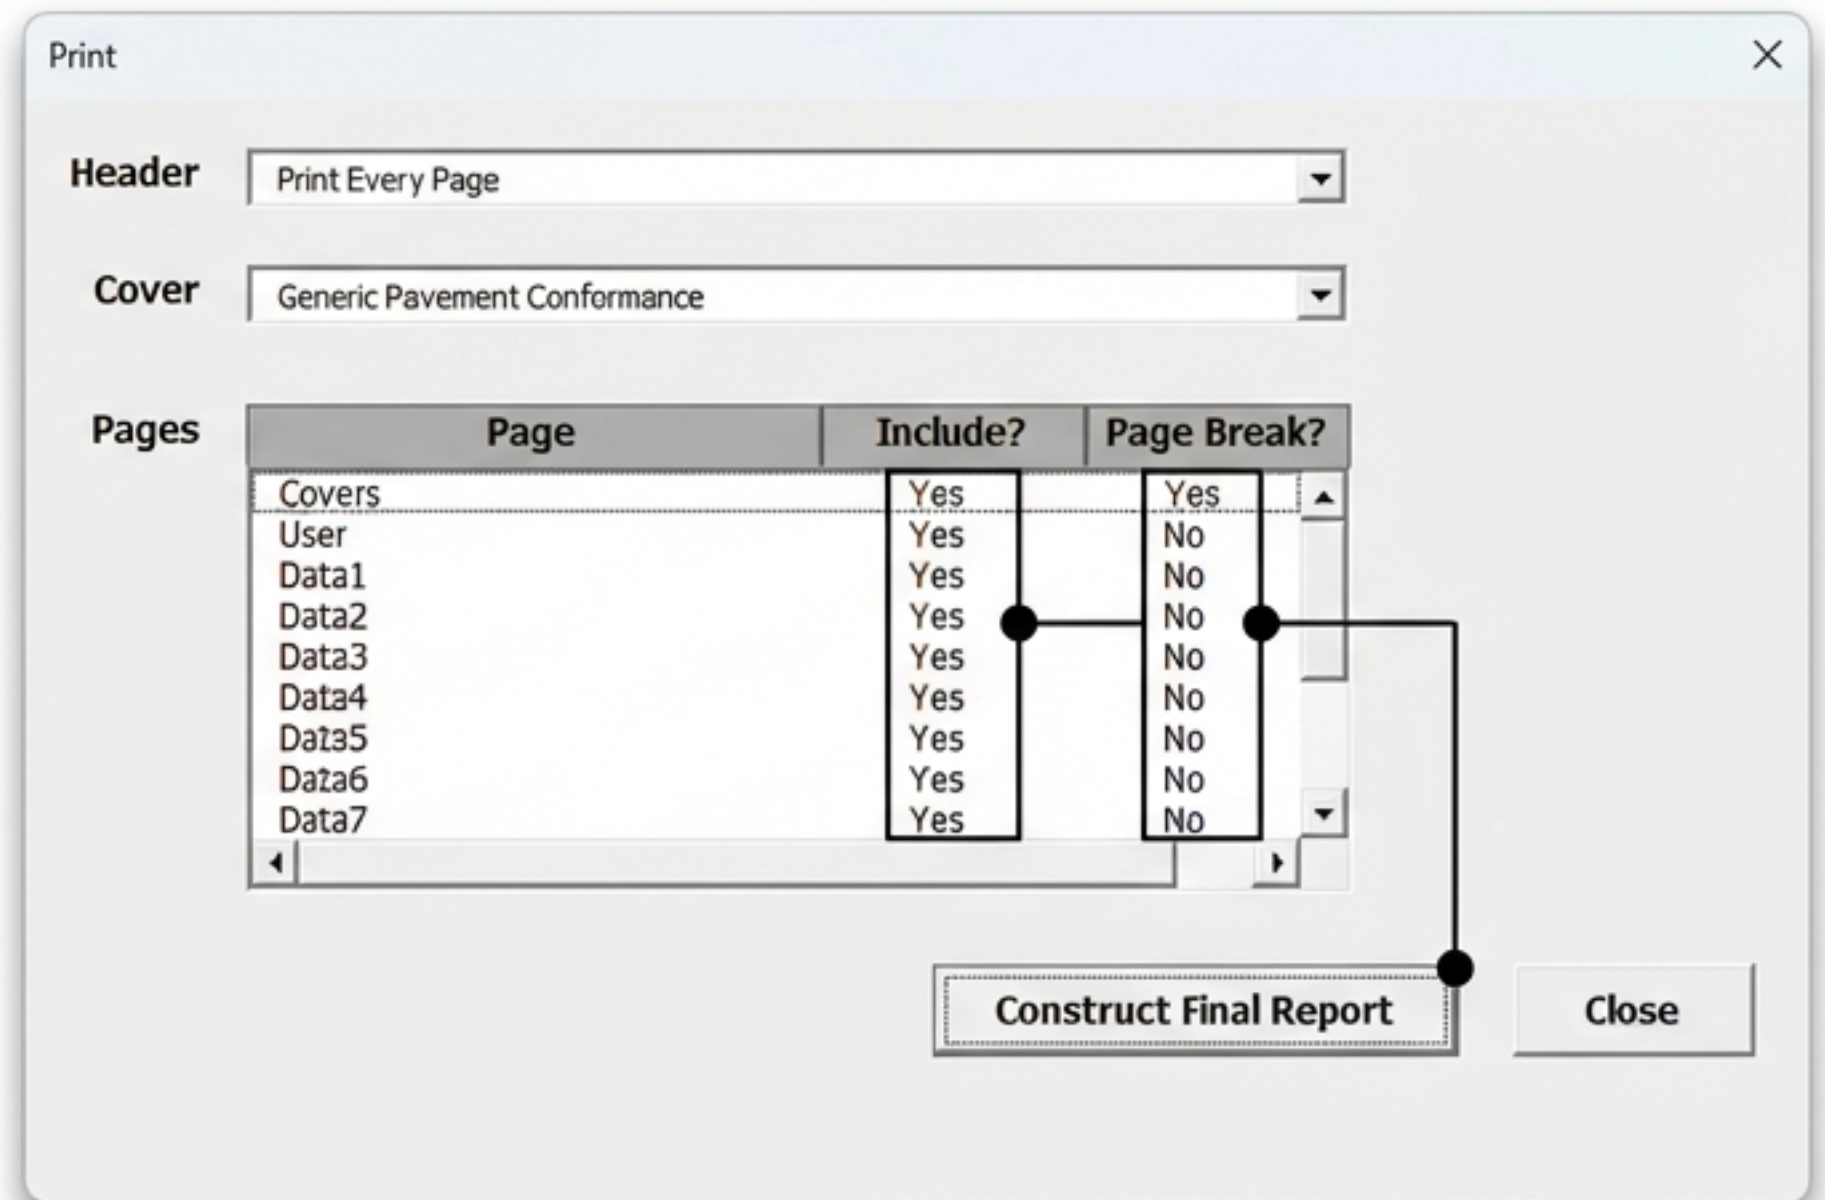 Print
Header Print Every Page
Cover Generic Pavement Conformance
Pages Page Include? Page Break?
Covers Yes Yes
User Yes No
Data1 Yes No
Data2 Yes No
Data3 Yes No
Data4 Yes No
Data5 Yes No
Data6 Yes No
Data7 Yes No
Construct Final Report Close